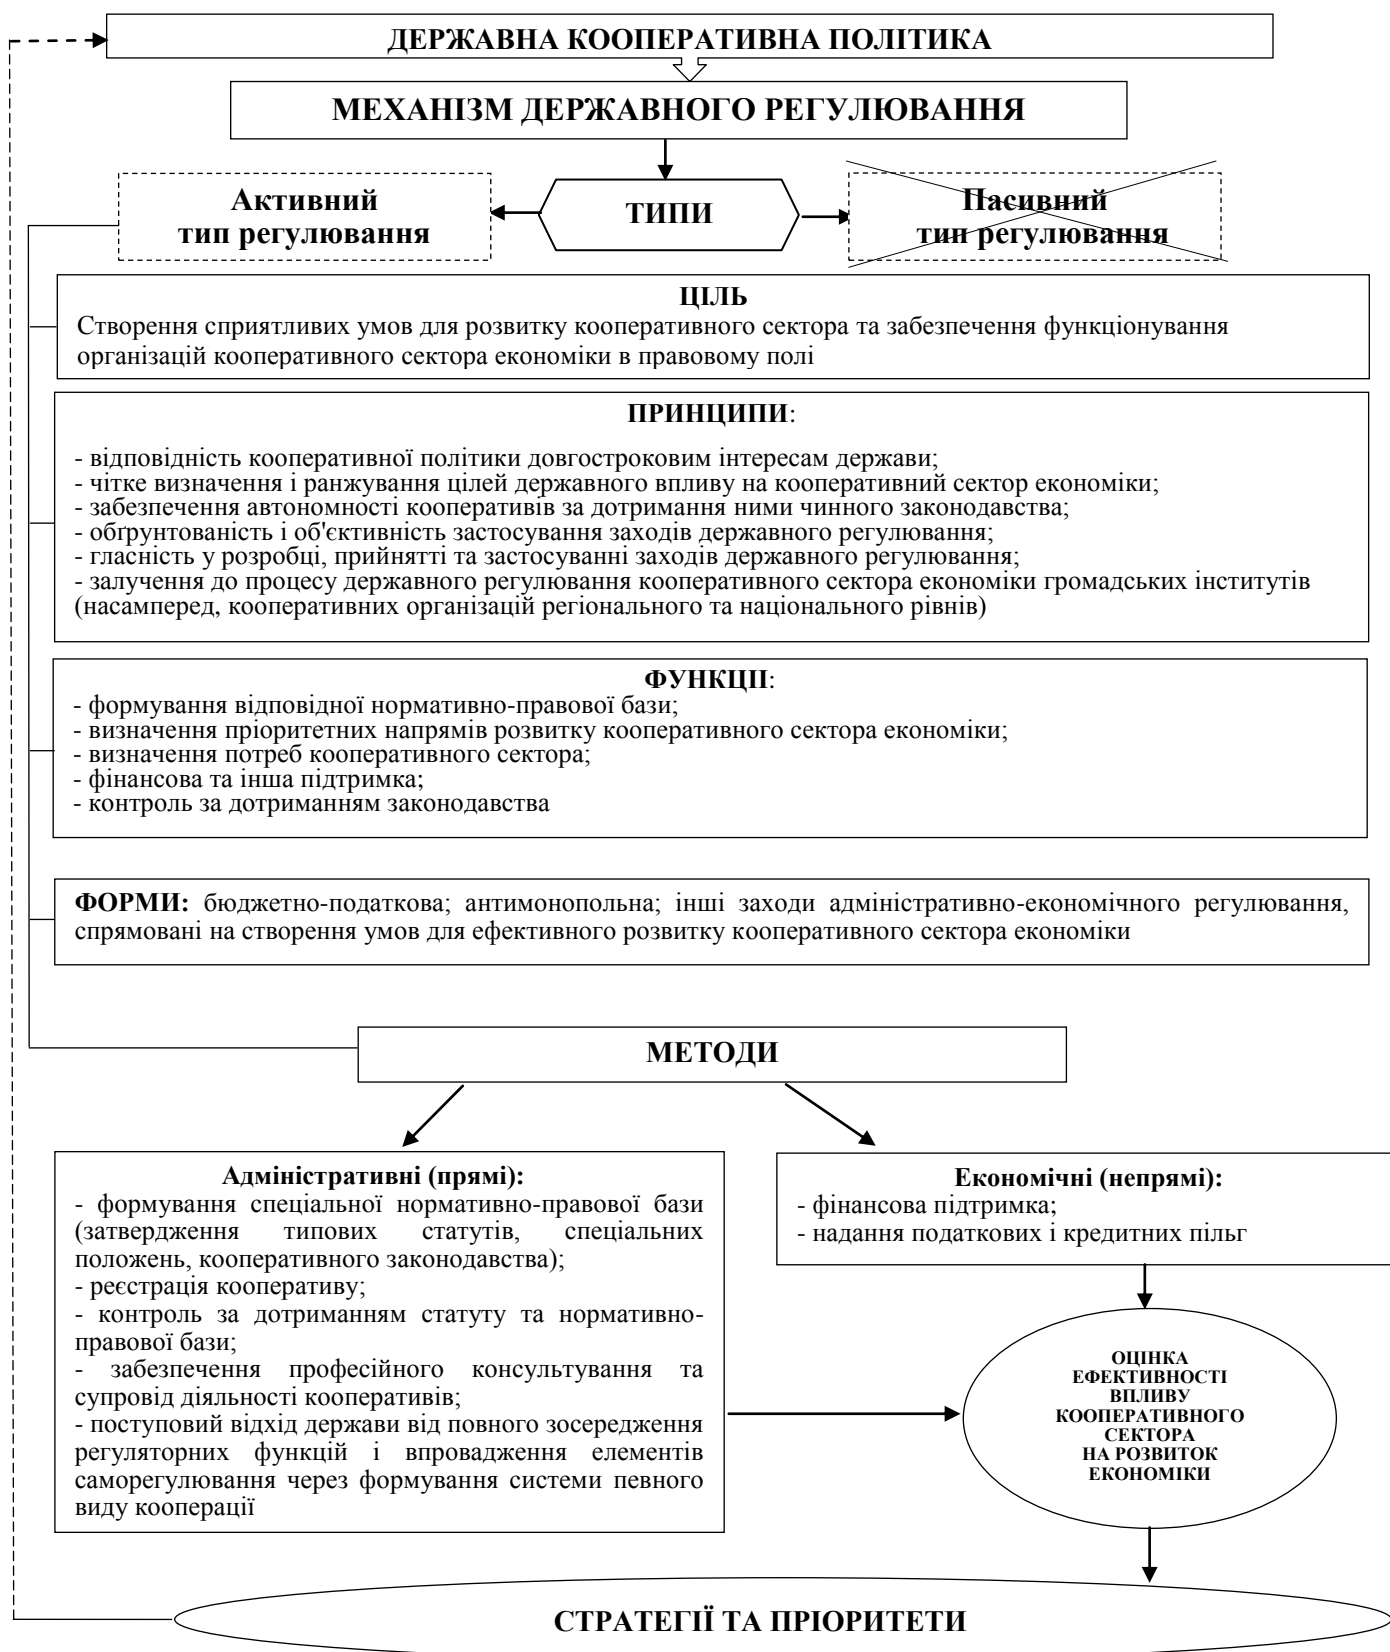 ДЕРЖАВНА КООПЕРАТИВНА ПОЛІТИКА
МЕХАНІЗМ ДЕРЖАВНОГО РЕГУЛЮВАННЯ
Активний
тип регулювання
ТИПИ
Пасивний
тип регулювання
ЦІЛЬ
Створення сприятливих умов для розвитку кооперативного сектора та забезпечення функціонування
організацій кооперативного сектора економіки в правовому полі
ПРИНЦИПИ:
- відповідність кооперативної політики довгостроковим інтересам держави;
- чітке визначення і ранжування цілей державного впливу на кооперативний сектор економіки;
- забезпечення автономності кооперативів за дотримання ними чинного законодавства;
- обґрунтованість і об'єктивність застосування заходів державного регулювання;
- гласність у розробці, прийнятті та застосуванні заходів державного регулювання;
- залучення до процесу державного регулювання кооперативного сектора економіки громадських інститутів
(насамперед, кооперативних організацій регіонального та національного рівнів)
ФУНКЦІІ:
- формування відповідної нормативно-правової бази;
- визначення пріоритетних напрямів розвитку кооперативного сектора економіки;
- визначення потреб кооперативного сектора;
- фінансова та інша підтримка;
- контроль за дотриманням законодавства
ФОРМИ: бюджетно-податкова; антимонопольна; інші заходи адміністративно-економічного регулювання,
спрямовані на створення умов для ефективного розвитку кооперативного сектора економіки
МЕТОДИ
Адміністративні (прямі):
- формування спеціальної нормативно-правової бази
(затвердження типових статутів, спеціальних
положень, кооперативного законодавства);
- реєстрація кооперативу;
- контроль за дотриманням статуту та нормативно-
правової бази;
- забезпечення професійного консультування та
супровід діяльності кооперативів;
- поступовий відхід держави від повного зосередження
регуляторних функцій і впровадження елементів
саморегулювання через формування системи певного
виду кооперації
Економічні (непрямі):
- фінансова підтримка;
- надання податкових і кредитних пільг
ОЦІНКА
ЕФЕКТИВНОСТІ
ВПЛИВУ
КООПЕРАТИВНОГО
СЕКТОРА
НА РОЗВИТОК
ЕКОНОМІКИ
СТРАТЕГІЇ ТА ПРІОРИТЕТИ